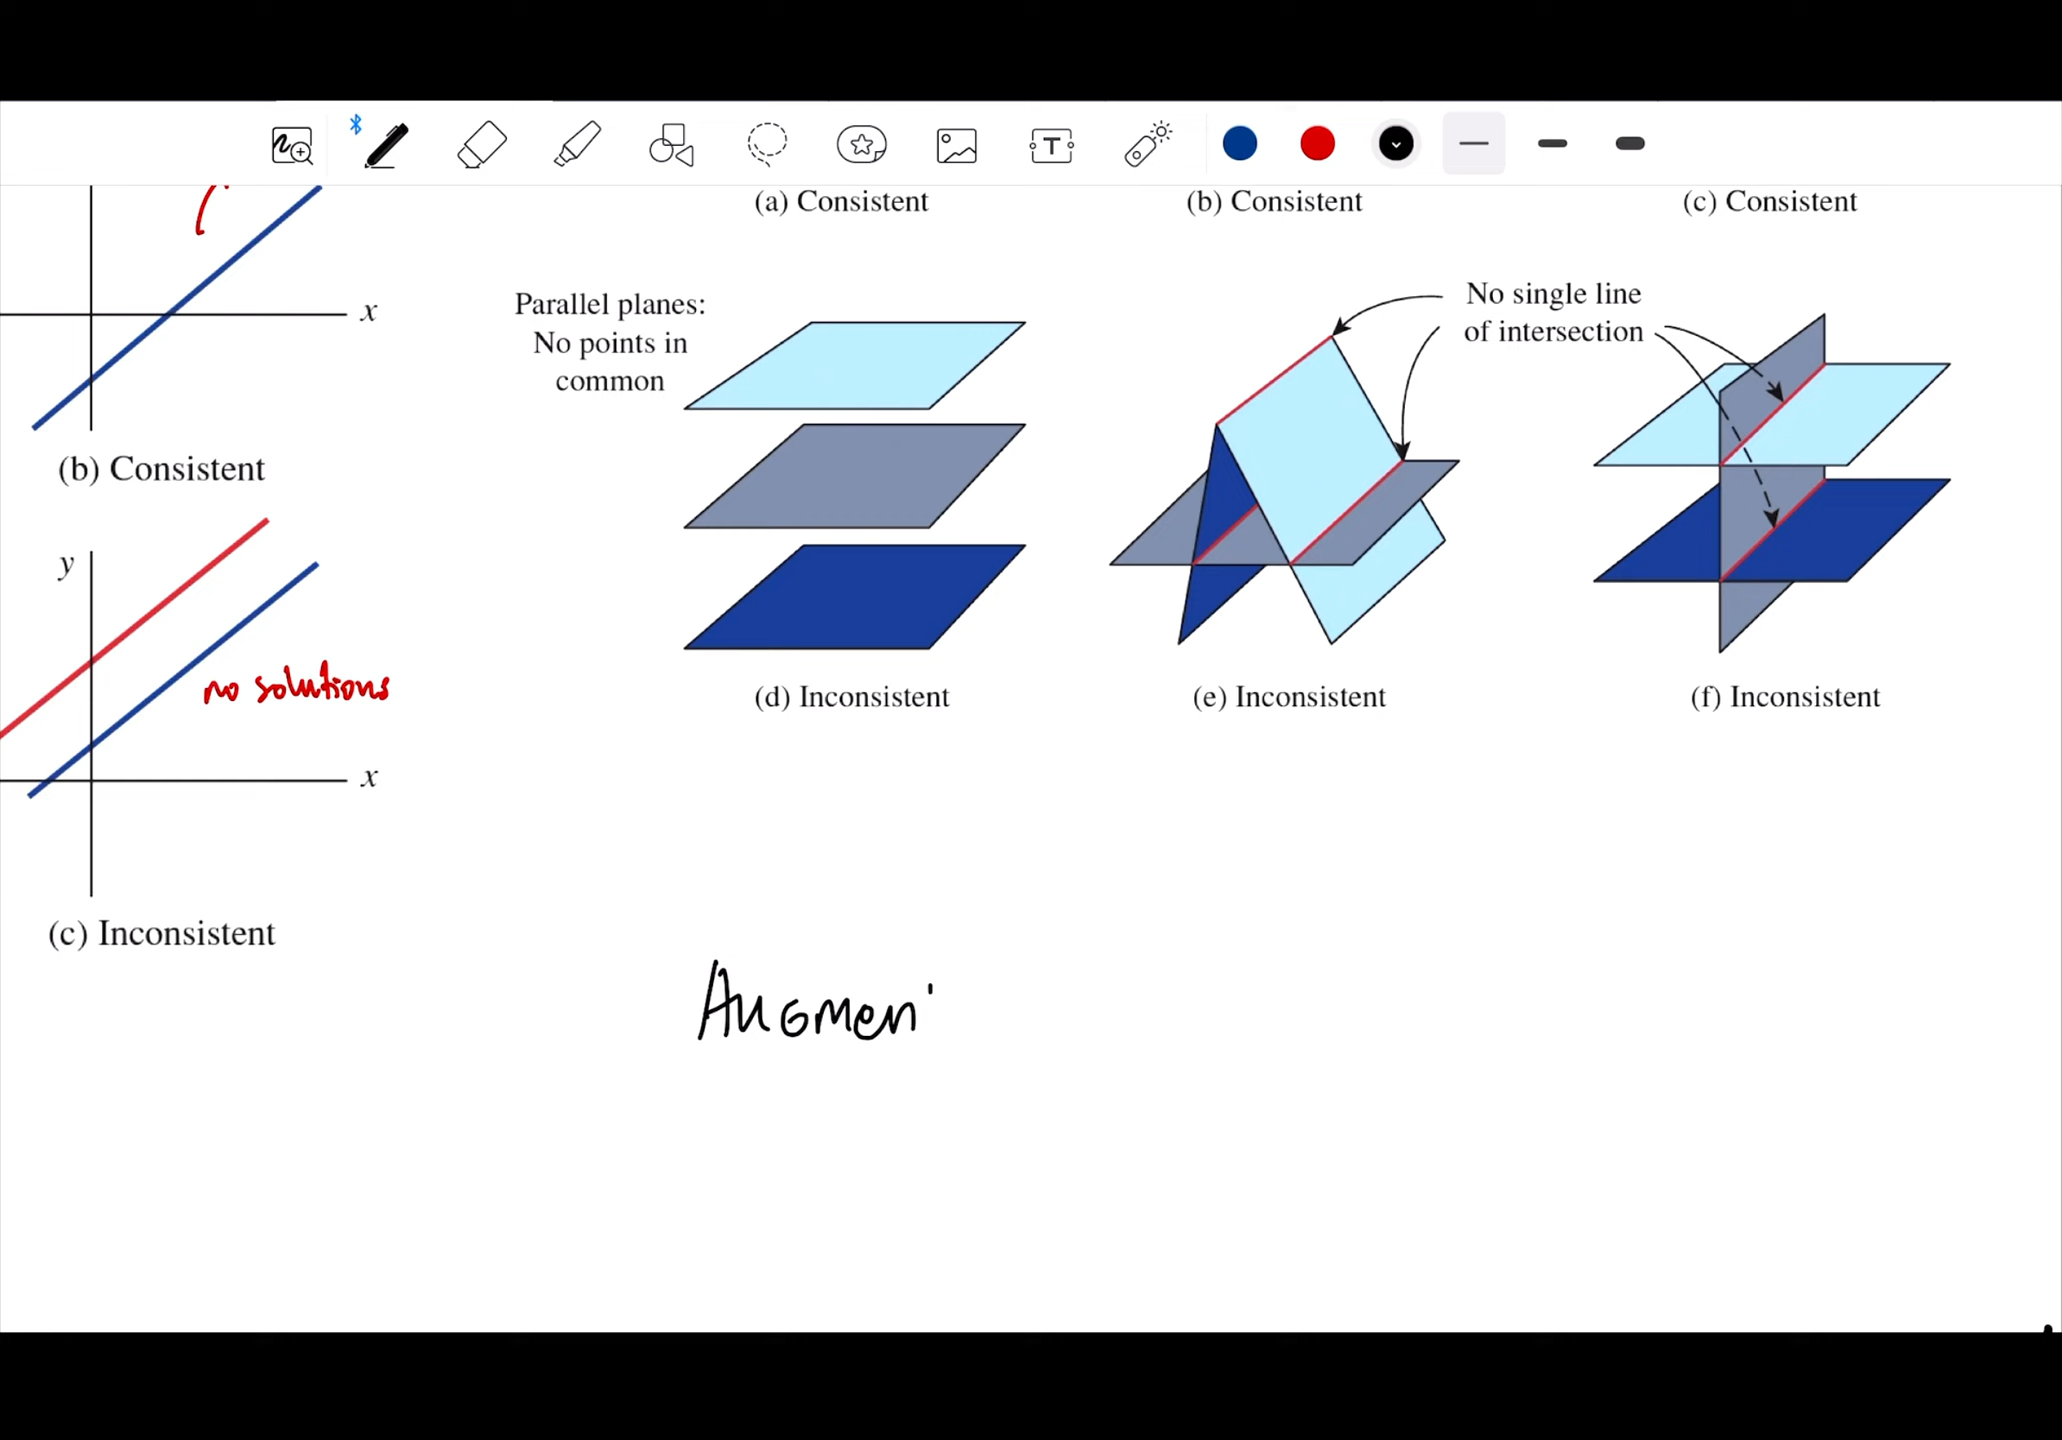 (a) Consistent
(b) Consistent
(c) Consistent
x
(b) Consistent
y
no solutions
x
(c) Inconsistent
Parallel planes:
No points in
common
No single line
of intersection
(d) Inconsistent
(e) Inconsistent
(f) Inconsistent
Augmen